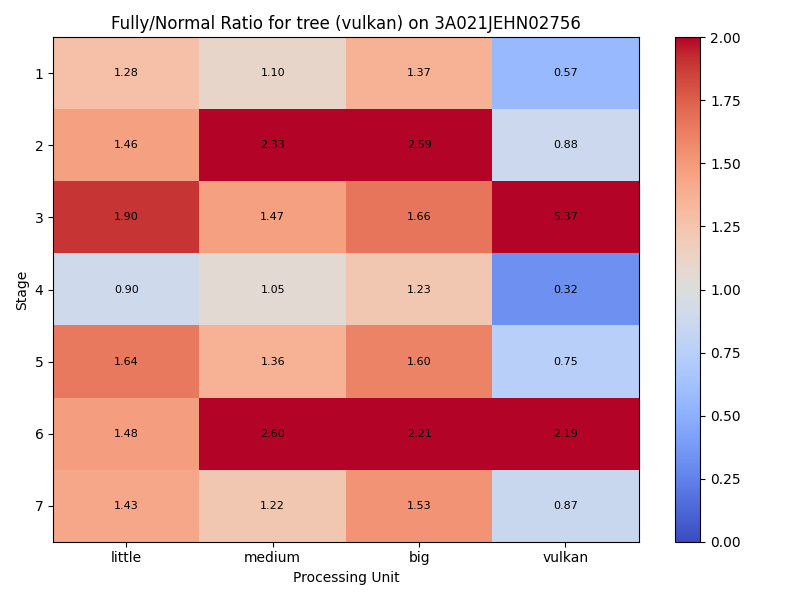 Fully/Normal Ratio for tree (vulkan) on 3A021JEHN02756
1 1.28 1.10 1.37 0.57
2 1.46 2.33 2.59 0.88
3 1.90 1.47 1.66 5.37
4 0.90 1.05 1.23 0.32
5 1.64 1.36 1.60 0.75
6 1.48 2.60 2.21 2.19
7 1.43 1.22 1.53 0.87
Stage
little medium big vulkan
Processing Unit
2.00
1.75
1.50
1.25
1.00
0.75
0.50
0.25
0.00